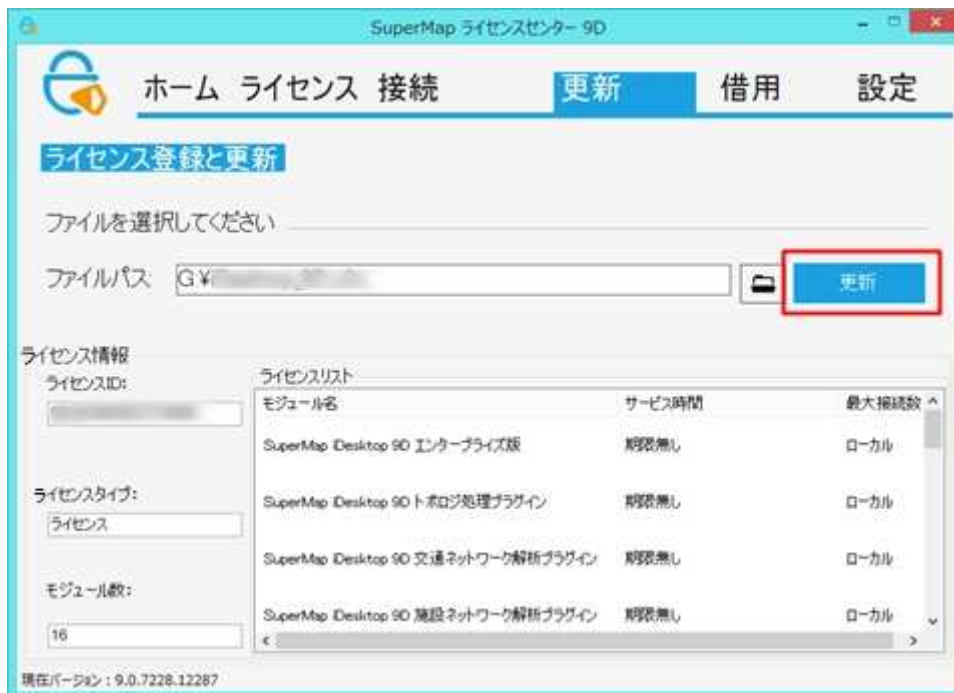 SuperMap ライセンスセンター 9D
ホーム ライセンス 接続 更新 借用 設定
ライセンス登録と更新
ファイルを選択してください
ファイルパス G:¥ 更新
ライセンス情報
ライセンスID:
ライセンスリスト
モジュール名 サービス時間 最大接続数
SuperMap iDesktop 9D エンタープライズ版 期限無し ローカル
ライセンスタイプ:
ライセンス
SuperMap iDesktop 9D トポロジ処理プラグイン 期限無し ローカル
SuperMap iDesktop 9D 交通ネットワーク解析プラグイン 期限無し ローカル
モジュール数:
16
SuperMap iDesktop 9D 施設ネットワーク解析プラグイン 期限無し ローカル
現在バージョン : 9.0.7228.12287